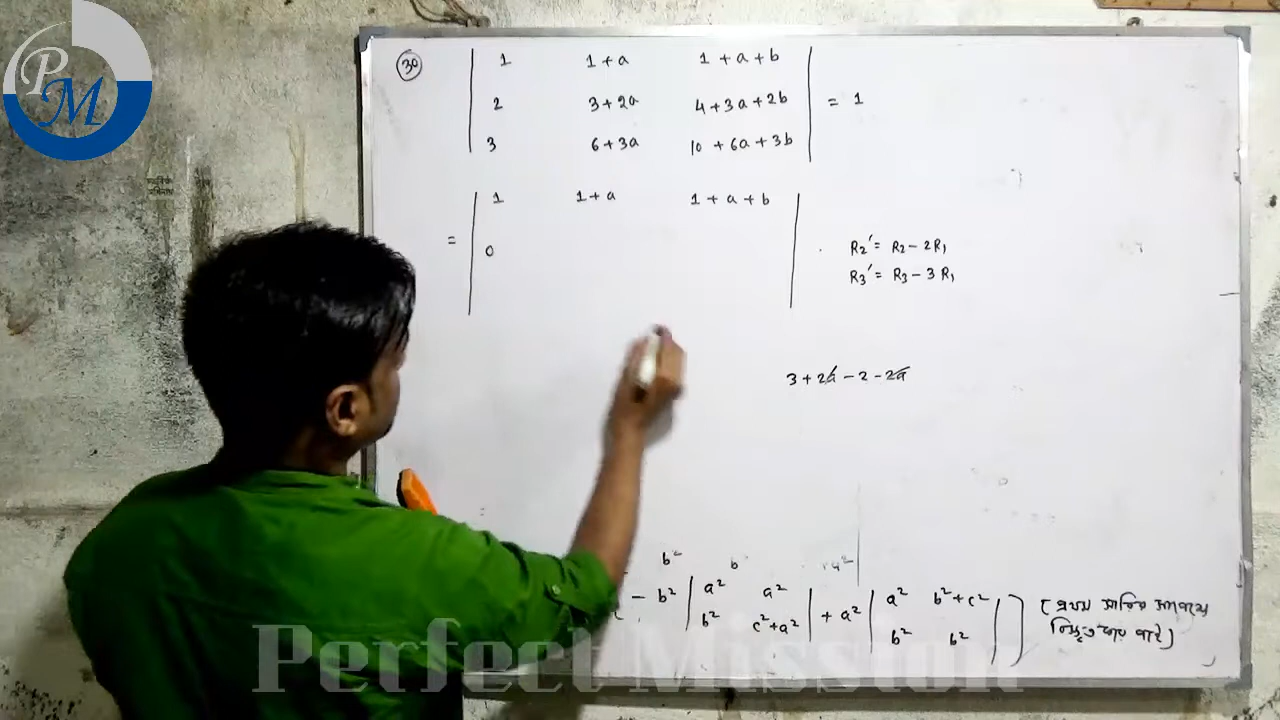 PM
30
1 1+a 1+a+b
2 3+2a 4+3a+2b = 1
3 6+3a 10+6a+3b
= 1 1+a 1+a+b
0
R₂′ = R₂ − 2R₁
R₃′ = R₃ − 3R₁
3+2a−2−2a
b² b
− b² | a² a² | + a² | a² b²+c² |
b² c²+a² b² b²
(প্রথম সারির সাপেক্ষে
Perfect Mission